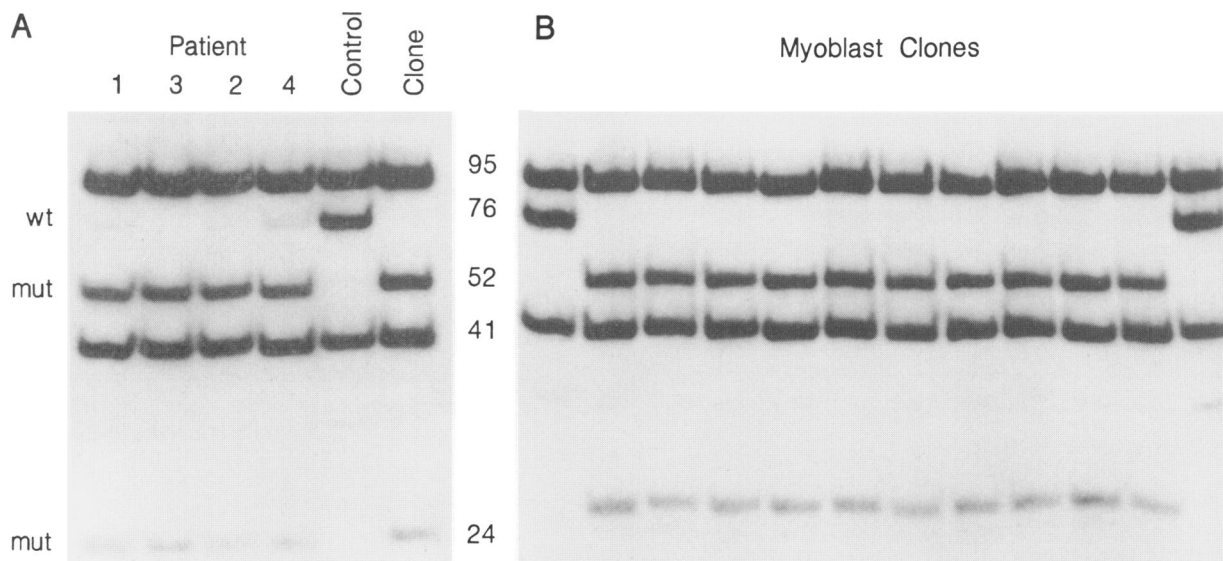 A
Patient
1 3 2 4 Control Clone
wt
mut
mut
95
76
52
41
24
B
Myoblast Clones